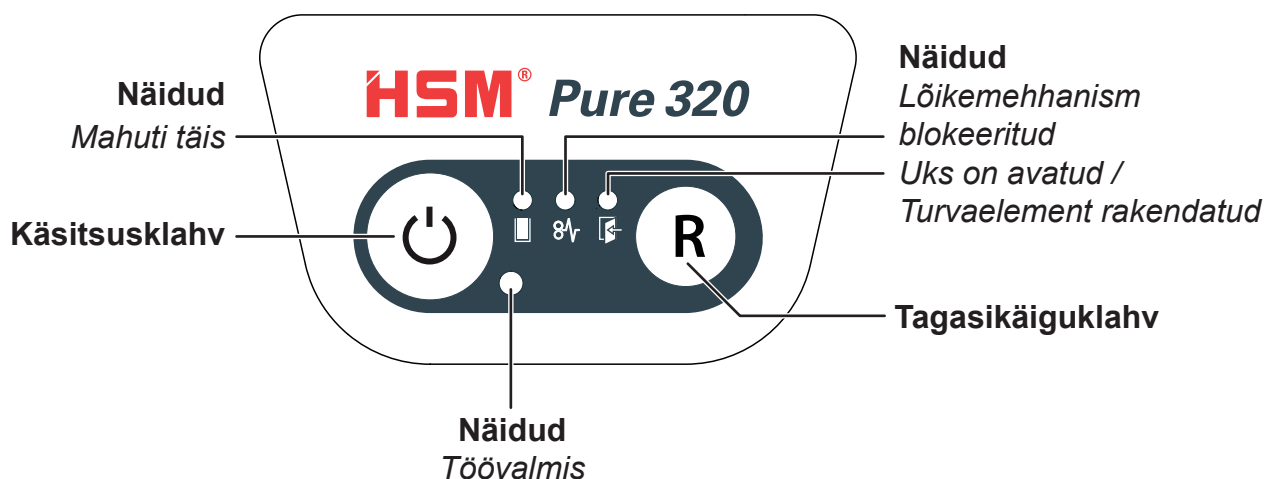 HSM® Pure 320
Näidud
Mahuti täis
Käsitsusklahv
Näidud
Lõikemehhanism
blokeeritud
Uks on avatud /
Turvaelement rakendatud
R
Tagasikäiguklahv
Näidud
Töövalmis